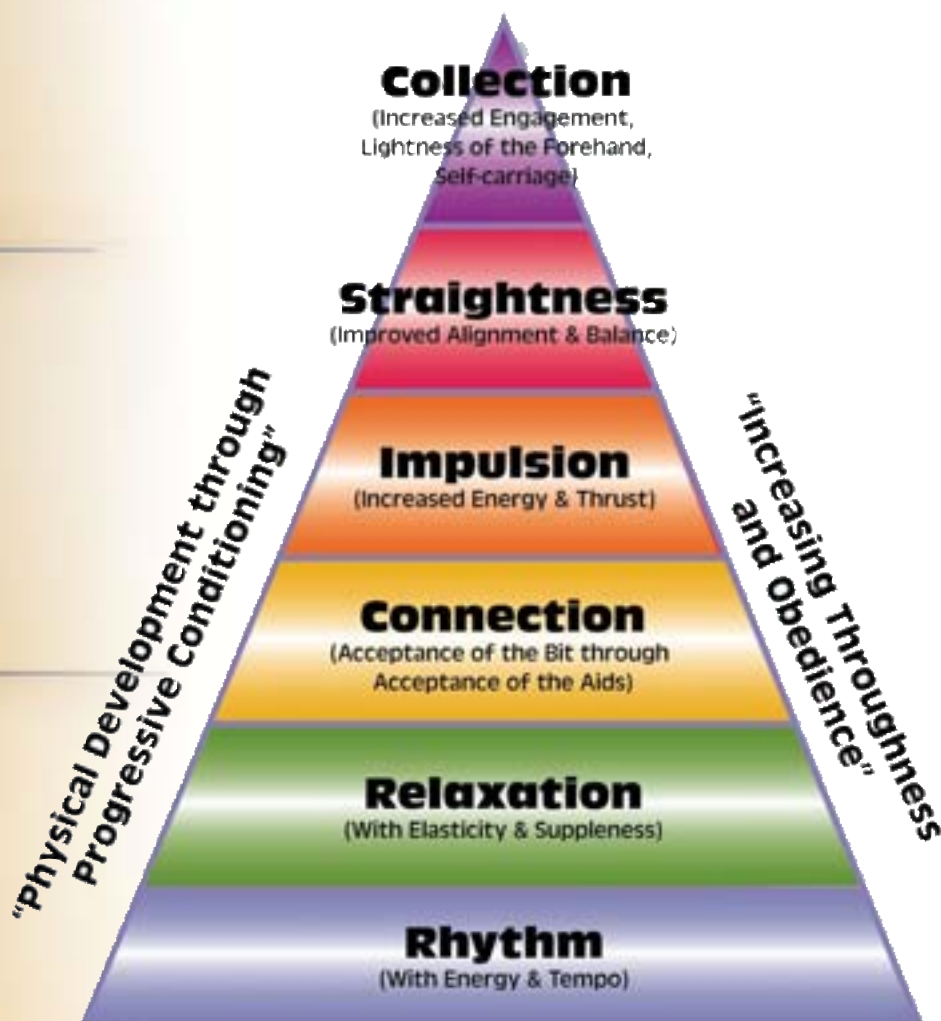 Collection
(Increased Engagement,
Lightness of the Forehand,
Self-carriage)
Straightness
(Improved Alignment & Balance)
Impulsion
(Increased Energy & Thrust)
Connection
(Acceptance of the Bit through
Acceptance of the Aids)
Relaxation
(With Elasticity & Suppleness)
Rhythm
(With Energy & Tempo)
“Physical Development through
Progressive Conditioning”
“Increasing Throughness
and Obedience”